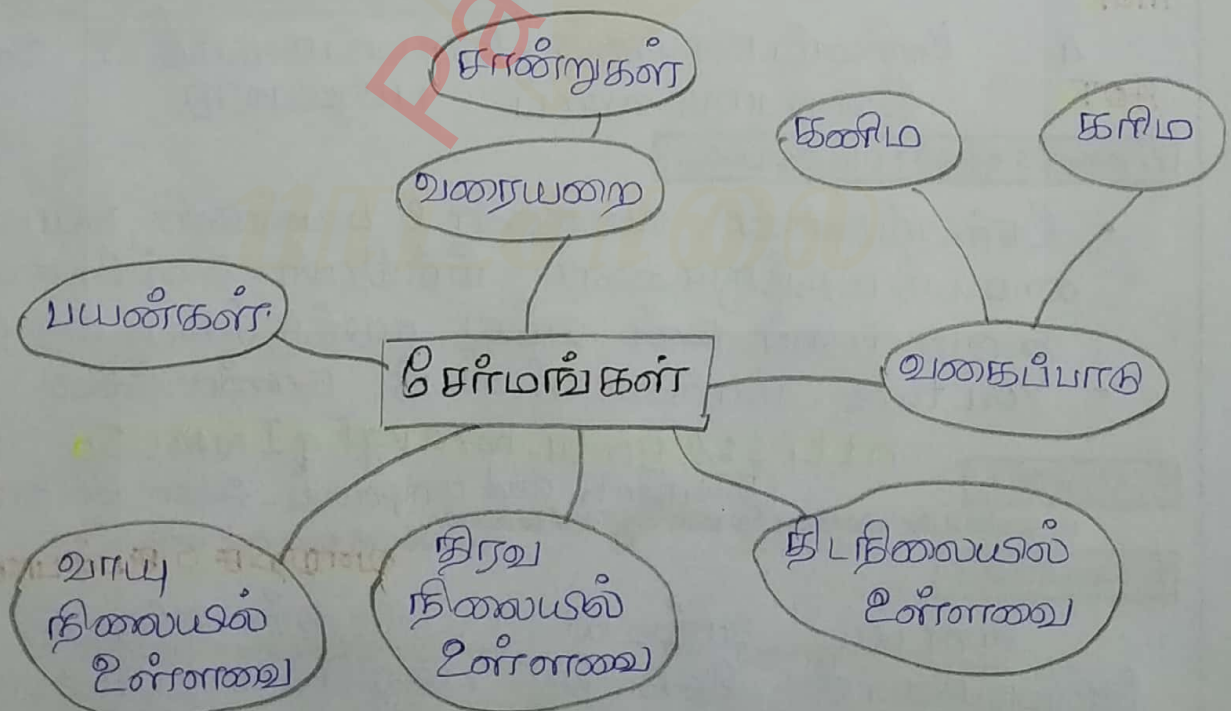 சான்றுகள்
வரையறை
கனிம
கரிம
பயன்கள்.
சேர்மங்கள்
வகைப்பாடு
வாயு
நிலையில்
உள்ளவை
திரவ
நிலையில்
உள்ளவை
திடநிலையில்
உள்ளவை